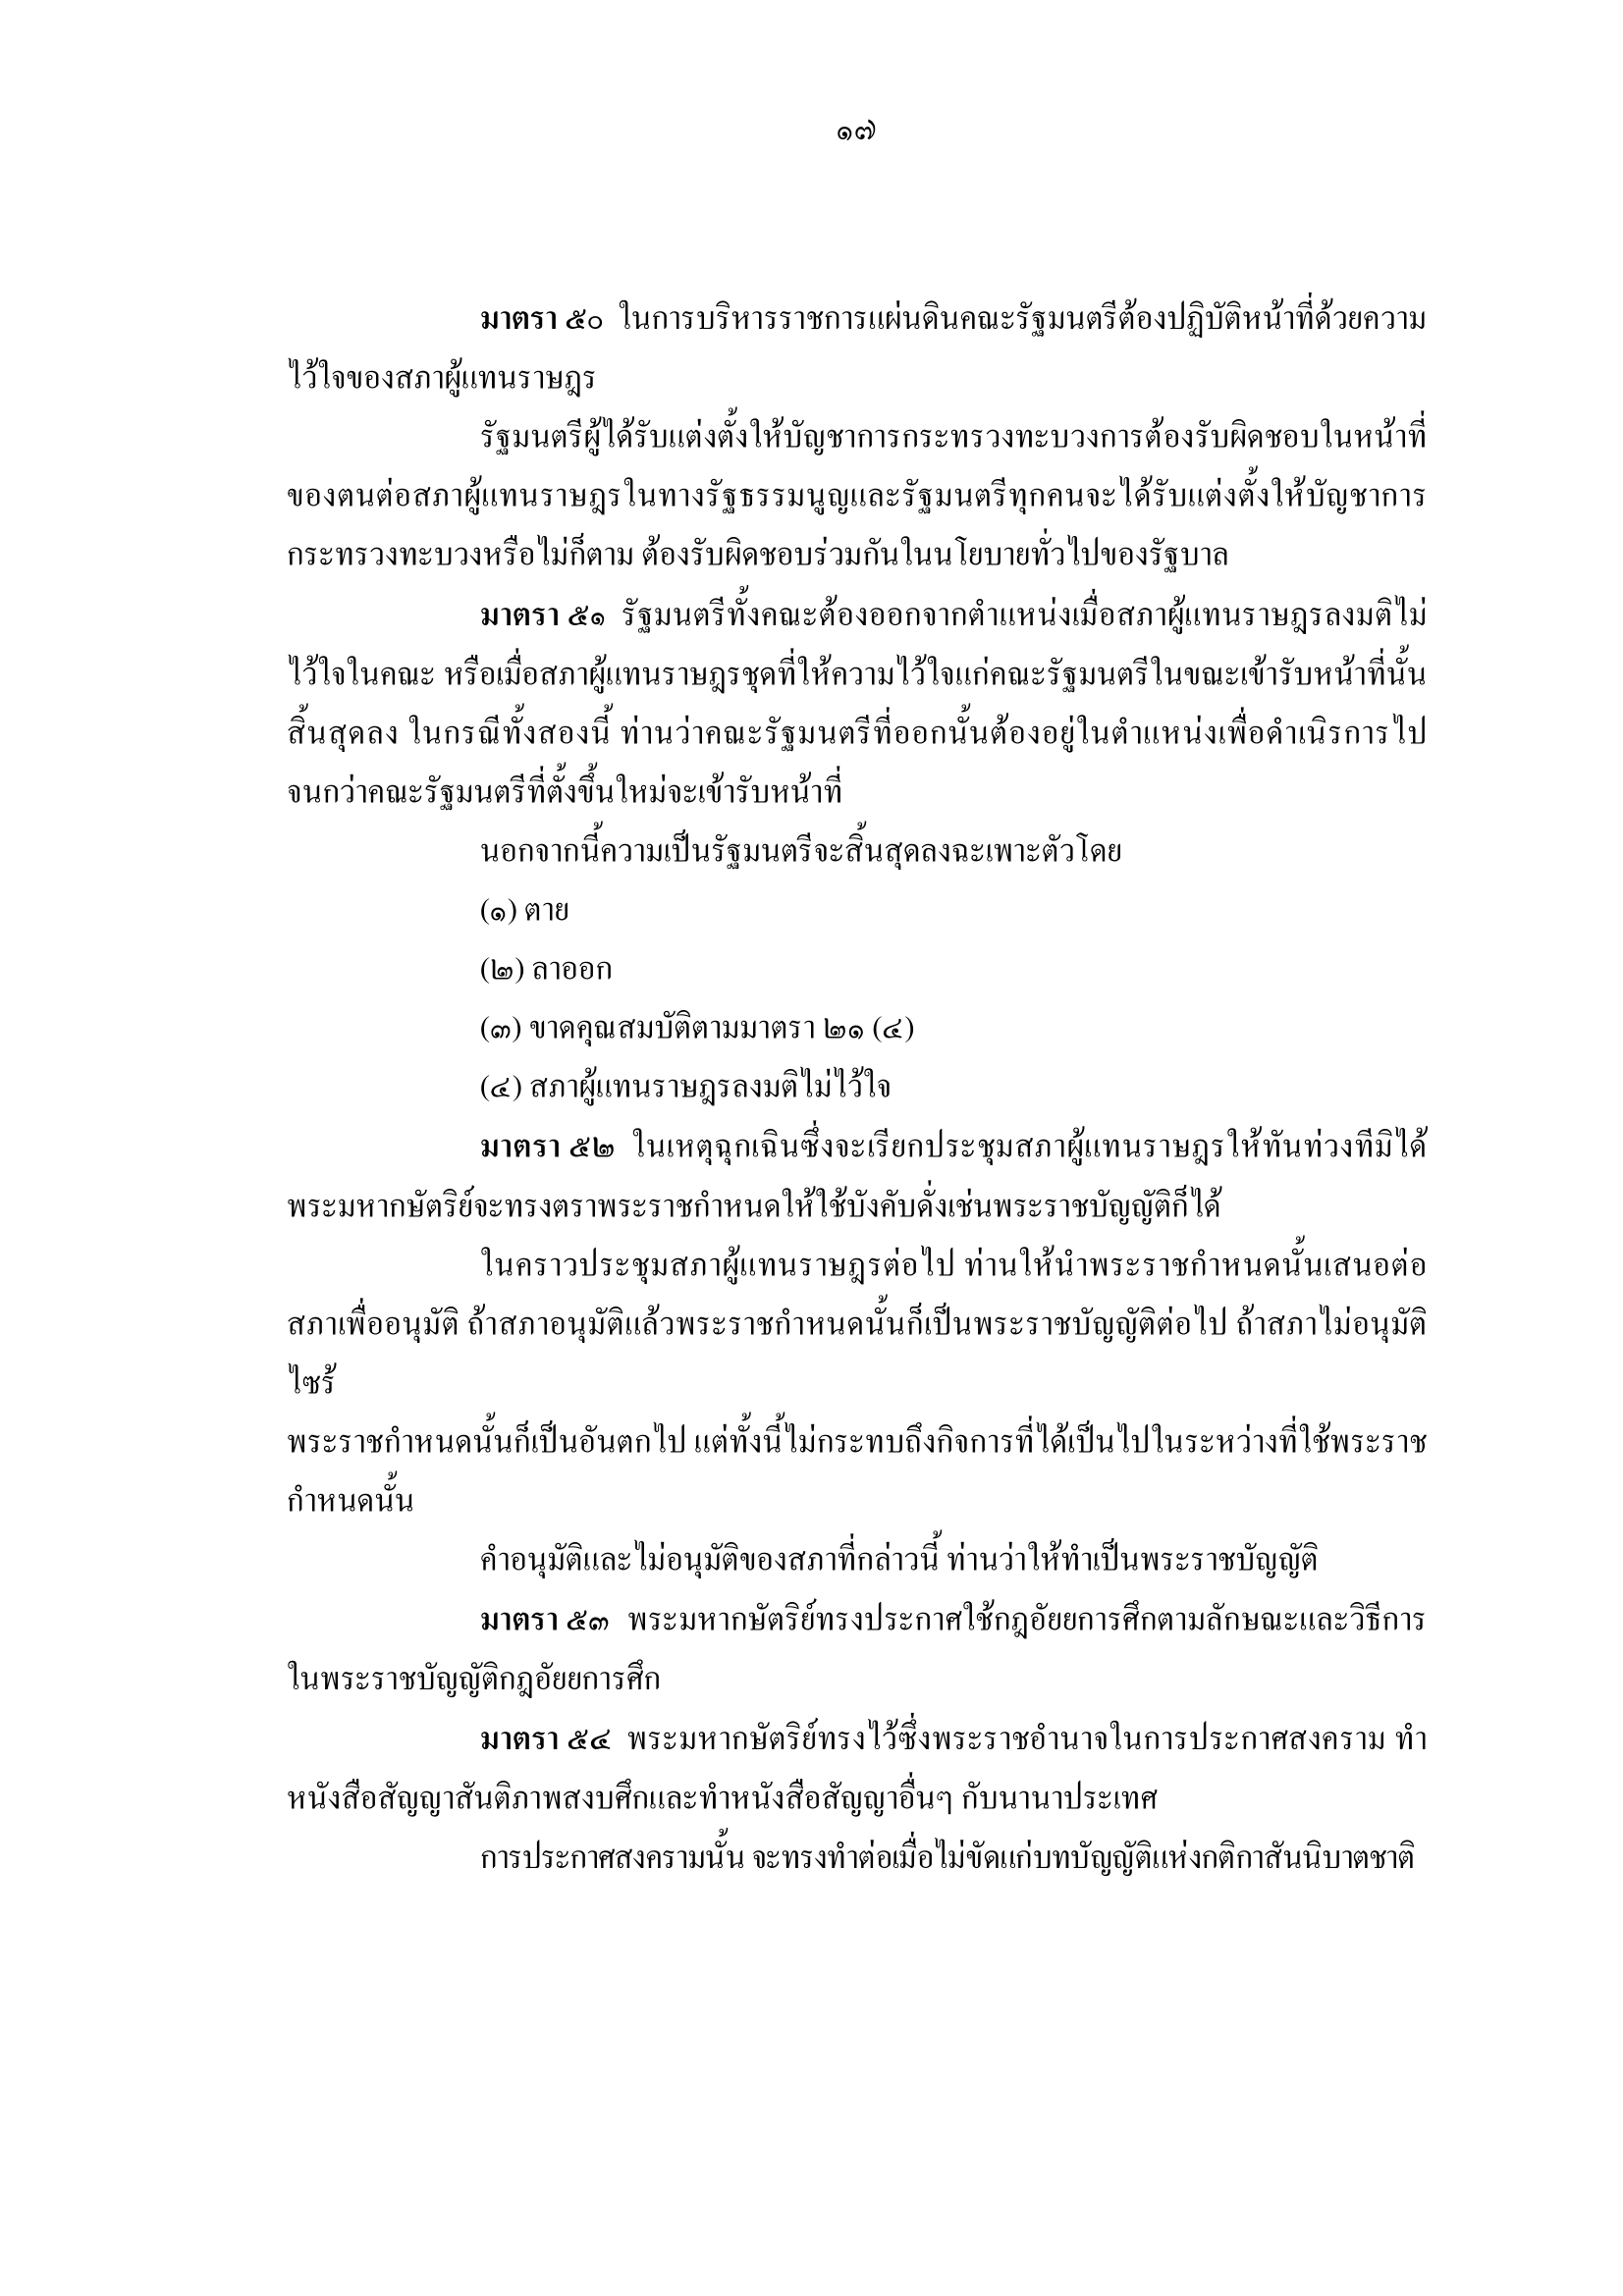 ๑๗
มาตรา ๕๐ ในการบริหารราชการแผ่นดินคณะรัฐมนตรีต้องปฏิบัติหน้าที่ด้วยความ
ไว้ใจของสภาผู้แทนราษฎร
รัฐมนตรีผู้ได้รับแต่งตั้งให้บัญชาการกระทรวงทะบวงการต้องรับผิดชอบในหน้าที่
ของตนต่อสภาผู้แทนราษฎรในทางรัฐธรรมนูญและรัฐมนตรีทุกคนจะได้รับแต่งตั้งให้บัญชาการ
กระทรวงทะบวงหรือไม่ก็ตาม ต้องรับผิดชอบร่วมกันในนโยบายทั่วไปของรัฐบาล
มาตรา ๕๑ รัฐมนตรีทั้งคณะต้องออกจากตำแหน่งเมื่อสภาผู้แทนราษฎรลงมติไม่
ไว้ใจในคณะ หรือเมื่อสภาผู้แทนราษฎรชุดที่ให้ความไว้ใจแก่คณะรัฐมนตรีในขณะเข้ารับหน้าที่นั้น
สิ้นสุดลง ในกรณีทั้งสองนี้ ท่านว่าคณะรัฐมนตรีที่ออกนั้นต้องอยู่ในตำแหน่งเพื่อดำเนิรการไป
จนกว่าคณะรัฐมนตรีที่ตั้งขึ้นใหม่จะเข้ารับหน้าที่
นอกจากนี้ความเป็นรัฐมนตรีจะสิ้นสุดลงฉะเพาะตัวโดย
(๑) ตาย
(๒) ลาออก
(๓) ขาดคุณสมบัติตามมาตรา ๒๑ (๔)
(๔) สภาผู้แทนราษฎรลงมติไม่ไว้ใจ
มาตรา ๕๒ ในเหตุฉุกเฉินซึ่งจะเรียกประชุมสภาผู้แทนราษฎรให้ทันท่วงทีมิได้
พระมหากษัตริย์จะทรงตราพระราชกำหนดให้ใช้บังคับดั่งเช่นพระราชบัญญัติก็ได้
ในคราวประชุมสภาผู้แทนราษฎรต่อไป ท่านให้นำพระราชกำหนดนั้นเสนอต่อ
สภาเพื่ออนุมัติ ถ้าสภาอนุมัติแล้วพระราชกำหนดนั้นก็เป็นพระราชบัญญัติต่อไป ถ้าสภาไม่อนุมัติ
ไซร้
พระราชกำหนดนั้นก็เป็นอันตกไป แต่ทั้งนี้ไม่กระทบถึงกิจการที่ได้เป็นไปในระหว่างที่ใช้พระราช
กำหนดนั้น
คำอนุมัติและไม่อนุมัติของสภาที่กล่าวนี้ ท่านว่าให้ทำเป็นพระราชบัญญัติ
มาตรา ๕๓ พระมหากษัตริย์ทรงประกาศใช้กฎอัยยการศึกตามลักษณะและวิธีการ
ในพระราชบัญญัติกฎอัยยการศึก
มาตรา ๕๔ พระมหากษัตริย์ทรงไว้ซึ่งพระราชอำนาจในการประกาศสงคราม ทำ
หนังสือสัญญาสันติภาพสงบศึกและทำหนังสือสัญญาอื่นๆ กับนานาประเทศ
การประกาศสงครามนั้น จะทรงทำต่อเมื่อไม่ขัดแก่บทบัญญัติแห่งกติกาสันนิบาตชาติ